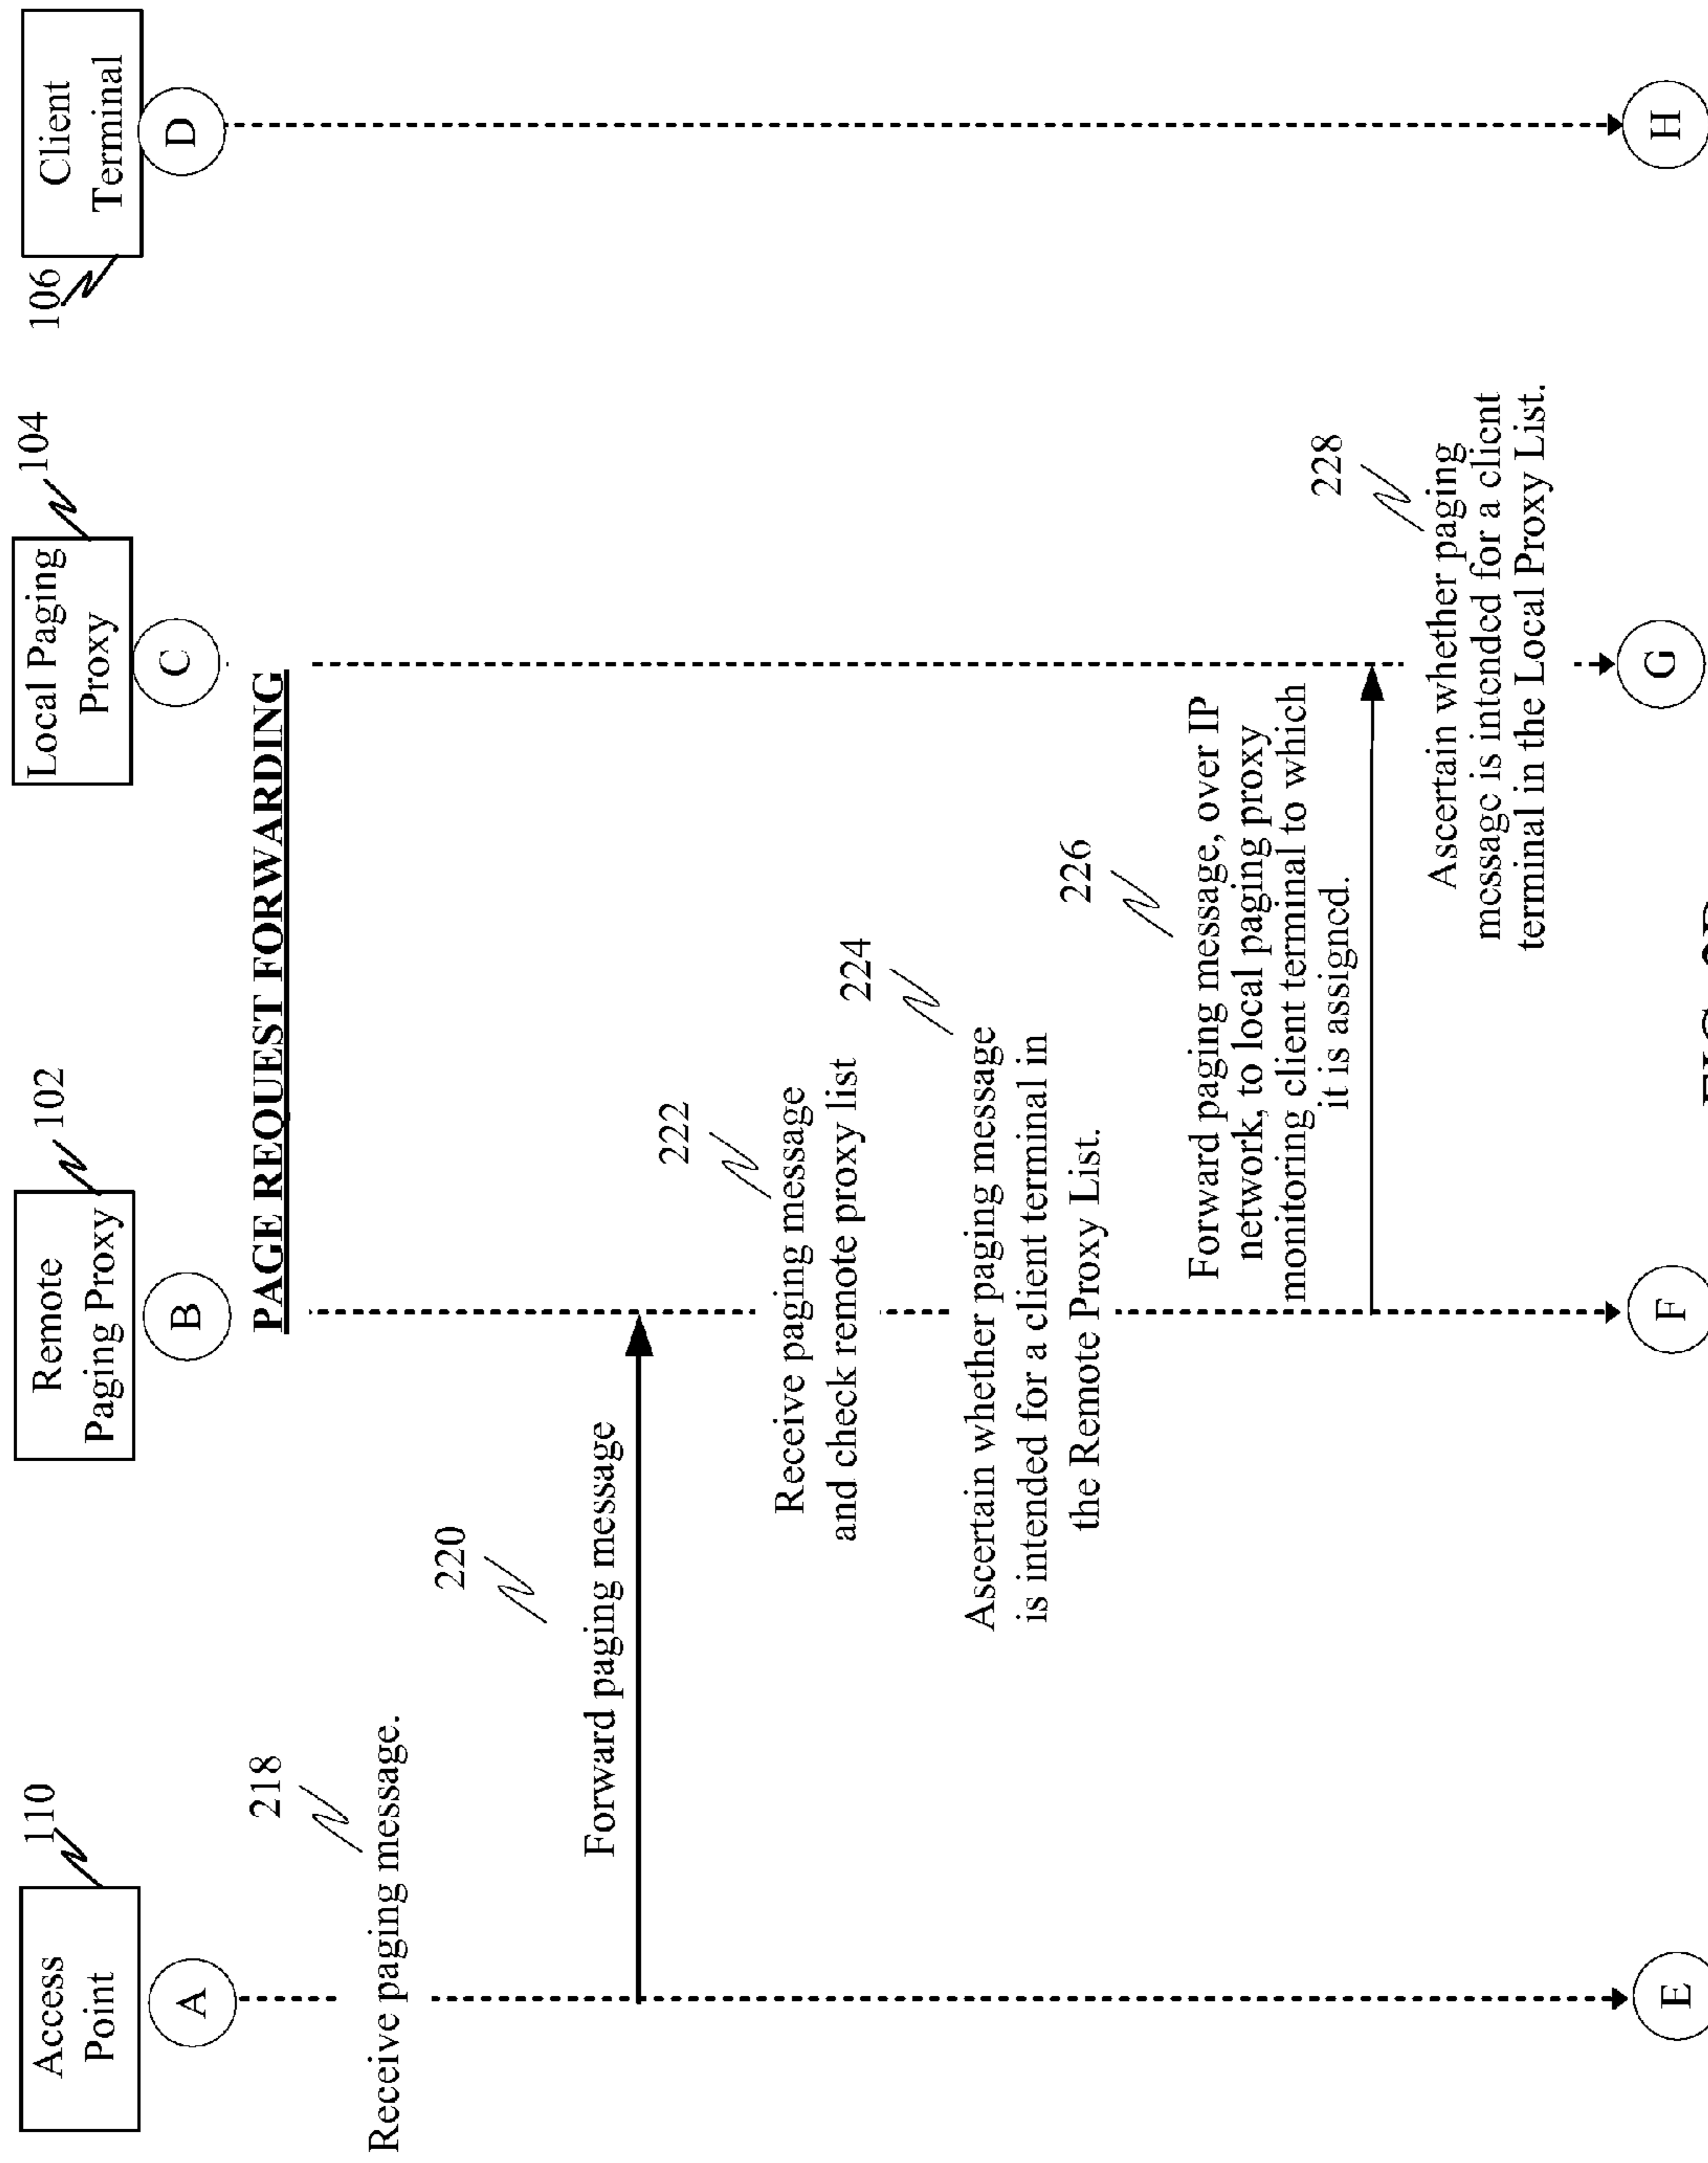 Access
Point
110
Remote
Paging Proxy
102
Local Paging
Proxy
104
Client
Terminal
106
A
B
C
D
PAGE REQUEST FORWARDING
218
Receive paging message.
220
Forward paging message
222
Receive paging message
and check remote proxy list
224
Ascertain whether paging message
is intended for a client terminal in
the Remote Proxy List.
226
Forward paging message, over IP
network, to local paging proxy
monitoring client terminal to which
it is assigned.
228
Ascertain whether paging
message is intended for a client
terminal in the Local Proxy List.
E
F
G
H